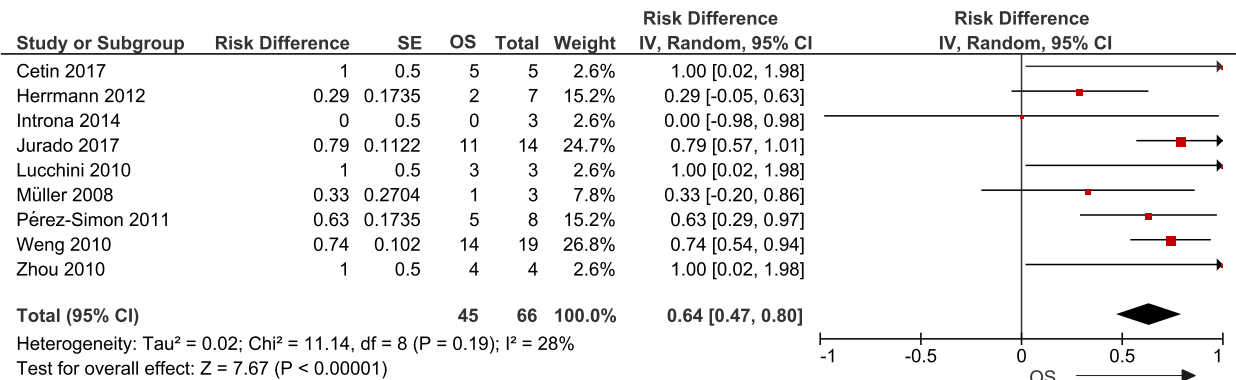 Risk Difference Risk Difference
Study or Subgroup Risk Difference SE OS Total Weight IV, Random, 95% CI IV, Random, 95% CI
Cetin 2017 1 0.5 5 5 2.6% 1.00 [0.02, 1.98]
Herrmann 2012 0.29 0.1735 2 7 15.2% 0.29 [-0.05, 0.63]
Introna 2014 0 0.5 0 3 2.6% 0.00 [-0.98, 0.98]
Jurado 2017 0.79 0.1122 11 14 24.7% 0.79 [0.57, 1.01]
Lucchini 2010 1 0.5 3 3 2.6% 1.00 [0.02, 1.98]
Müller 2008 0.33 0.2704 1 3 7.8% 0.33 [-0.20, 0.86]
Pérez-Simon 2011 0.63 0.1735 5 8 15.2% 0.63 [0.29, 0.97]
Weng 2010 0.74 0.102 14 19 26.8% 0.74 [0.54, 0.94]
Zhou 2010 1 0.5 4 4 2.6% 1.00 [0.02, 1.98]
Total (95% CI) 45 66 100.0% 0.64 [0.47, 0.80]
Heterogeneity: Tau² = 0.02; Chi² = 11.14, df = 8 (P = 0.19); I² = 28%
Test for overall effect: Z = 7.67 (P < 0.00001)
-1 -0.5 0 0.5 1
OS